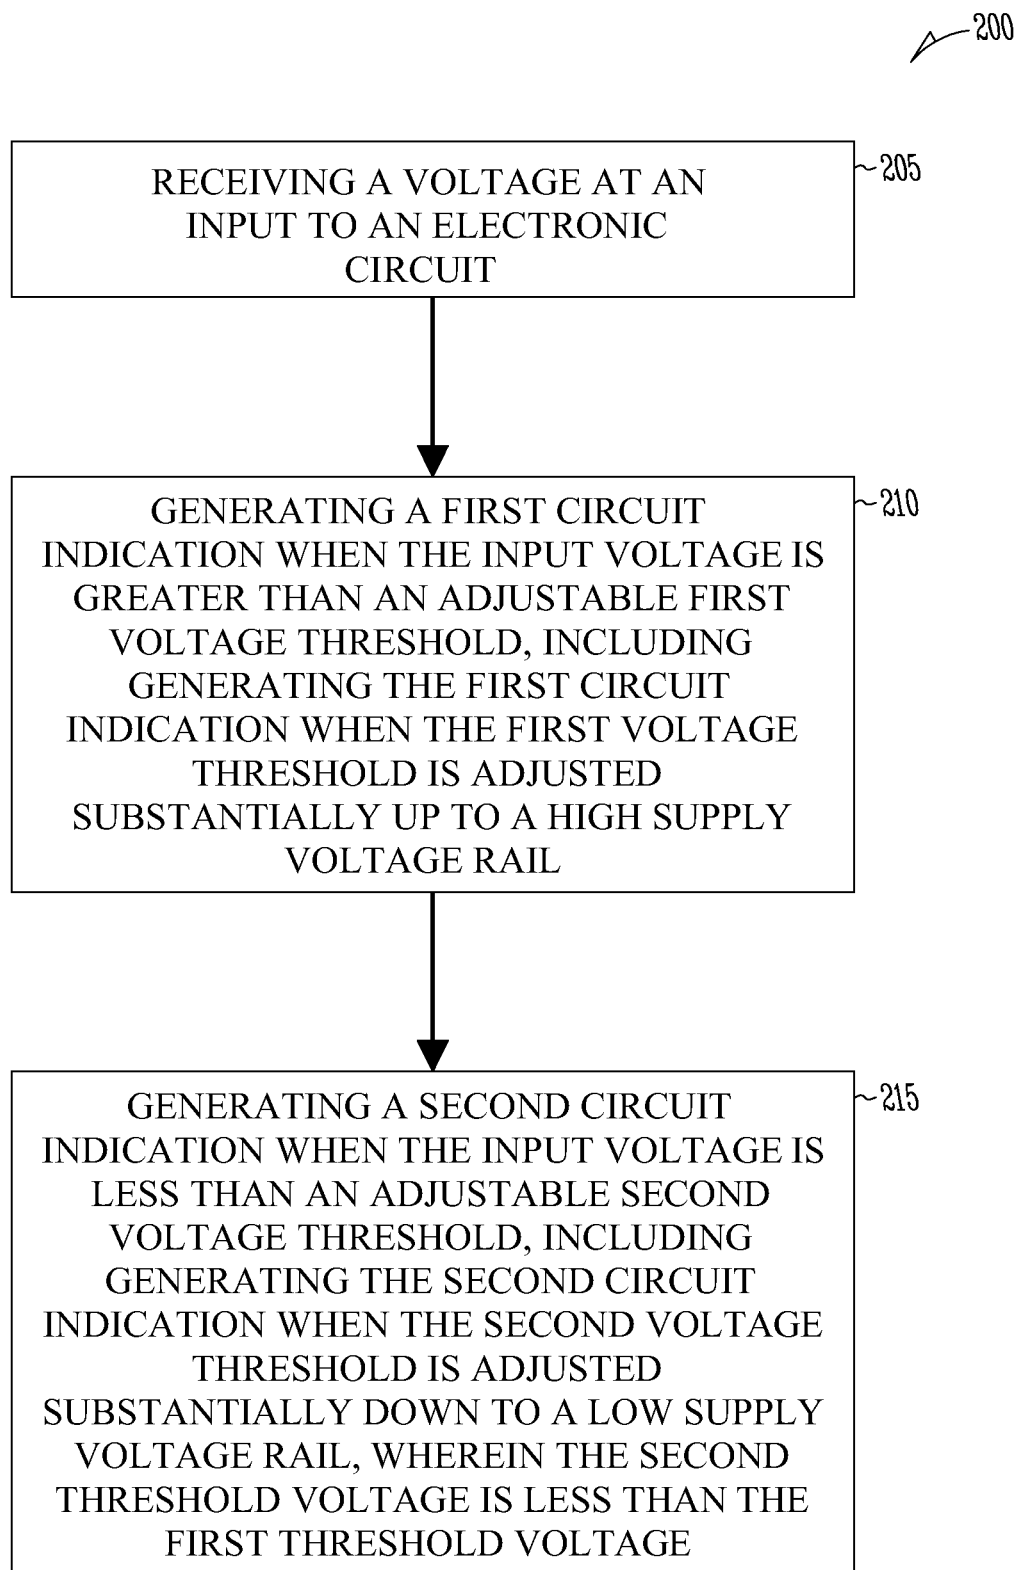 200
RECEIVING A VOLTAGE AT AN
INPUT TO AN ELECTRONIC
CIRCUIT
205
GENERATING A FIRST CIRCUIT
INDICATION WHEN THE INPUT VOLTAGE IS
GREATER THAN AN ADJUSTABLE FIRST
VOLTAGE THRESHOLD, INCLUDING
GENERATING THE FIRST CIRCUIT
INDICATION WHEN THE FIRST VOLTAGE
THRESHOLD IS ADJUSTED
SUBSTANTIALLY UP TO A HIGH SUPPLY
VOLTAGE RAIL
210
GENERATING A SECOND CIRCUIT
INDICATION WHEN THE INPUT VOLTAGE IS
LESS THAN AN ADJUSTABLE SECOND
VOLTAGE THRESHOLD, INCLUDING
GENERATING THE SECOND CIRCUIT
INDICATION WHEN THE SECOND VOLTAGE
THRESHOLD IS ADJUSTED
SUBSTANTIALLY DOWN TO A LOW SUPPLY
VOLTAGE RAIL, WHEREIN THE SECOND
THRESHOLD VOLTAGE IS LESS THAN THE
FIRST THRESHOLD VOLTAGE
215